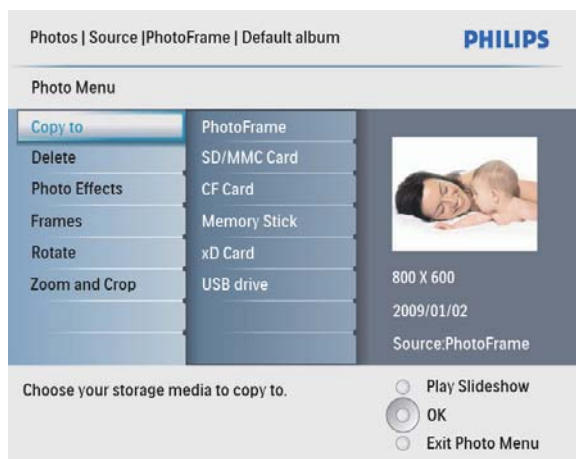 Photos | Source |PhotoFrame | Default album
PHILIPS
Photo Menu
Copy to
Delete
Photo Effects
Frames
Rotate
Zoom and Crop
PhotoFrame
SD/MMC Card
CF Card
Memory Stick
xD Card
USB drive
800 X 600
2009/01/02
Source:PhotoFrame
Choose your storage media to copy to.
Play Slideshow
OK
Exit Photo Menu